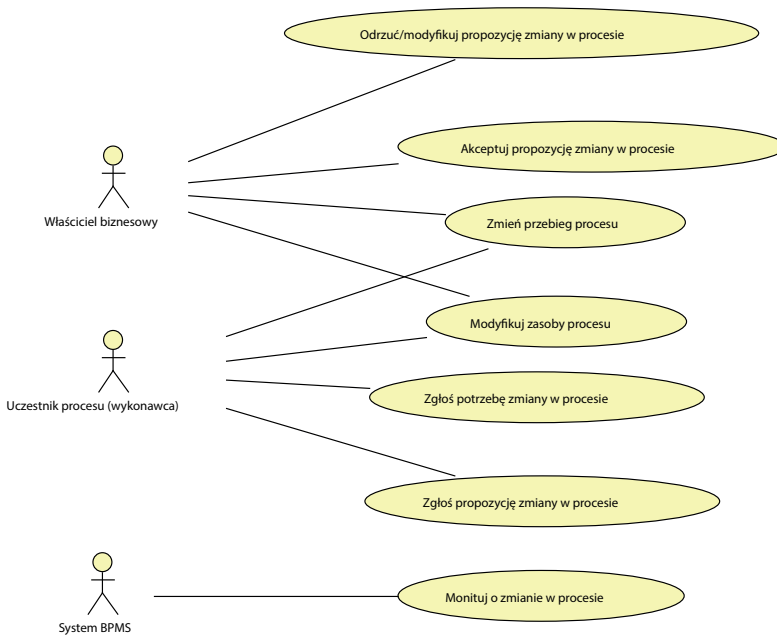 Odrzuć/modyfikuj propozycję zmiany w procesie
Akceptuj propozycję zmiany w procesie
Właściciel biznesowy
Zmień przebieg procesu
Modyfikuj zasoby procesu
Uczestnik procesu (wykonawca)
Zgłoś potrzebę zmiany w procesie
Zgłoś propozycję zmiany w procesie
Monituj o zmianie w procesie
System BPMS